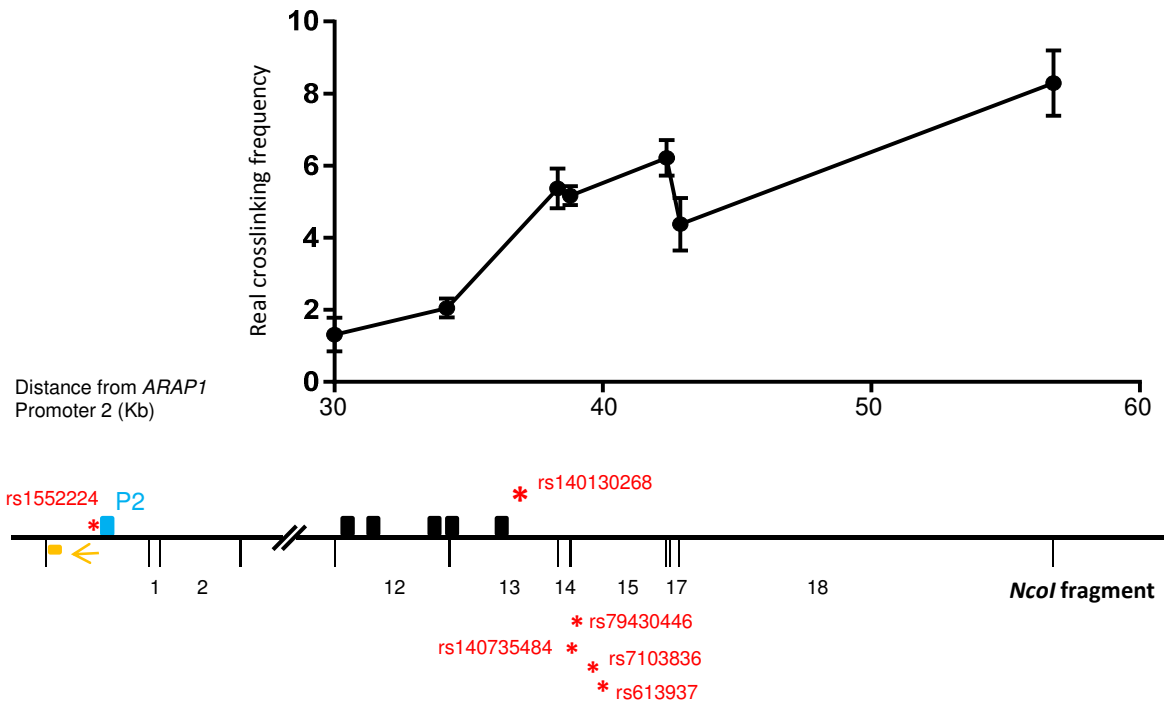 10
8
6
4
2
0
Real crosslinking frequency
30 40 50 60
Distance from ARAP1
Promoter 2 (Kb)
rs1552224 P2 * rs140130268
*
1 2 12 13 14 15 17 18 NcoI fragment
* rs79430446
rs140735484 *
* rs7103836
* rs613937